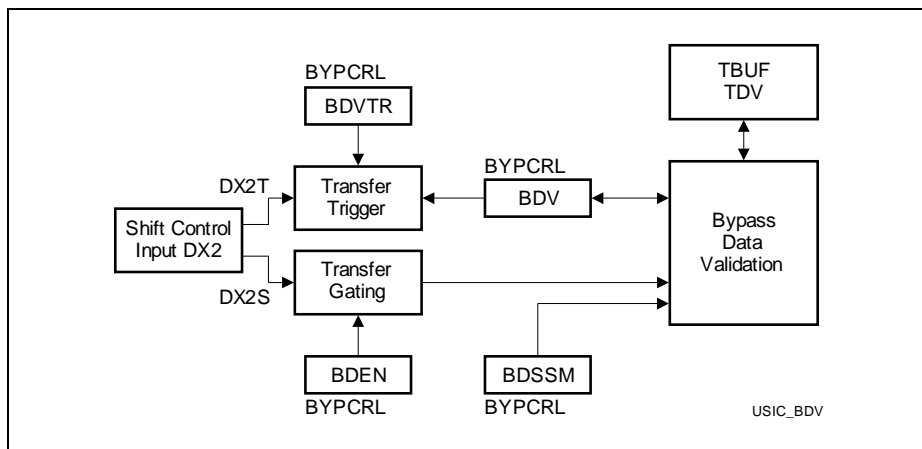 BYPCRL
BDVTR
TBUF
TDV
DX2T
Transfer
Trigger
BYPCRL
BDV
Shift Control
Input DX2
Bypass
Data
Validation
DX2S
Transfer
Gating
BDEN
BYPCRL
BDSSM
BYPCRL
USIC_BDV